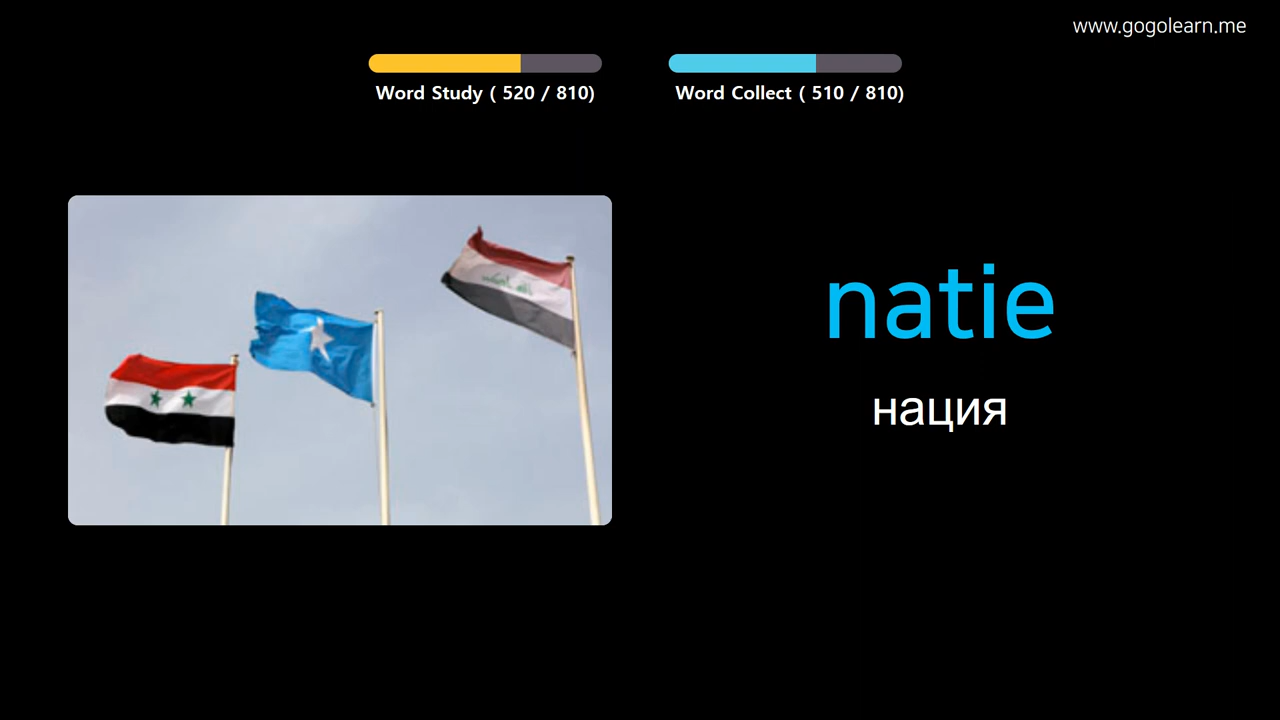 www.gogolearn.me
Word Study ( 520 / 810)
Word Collect ( 510 / 810)
natie
нация